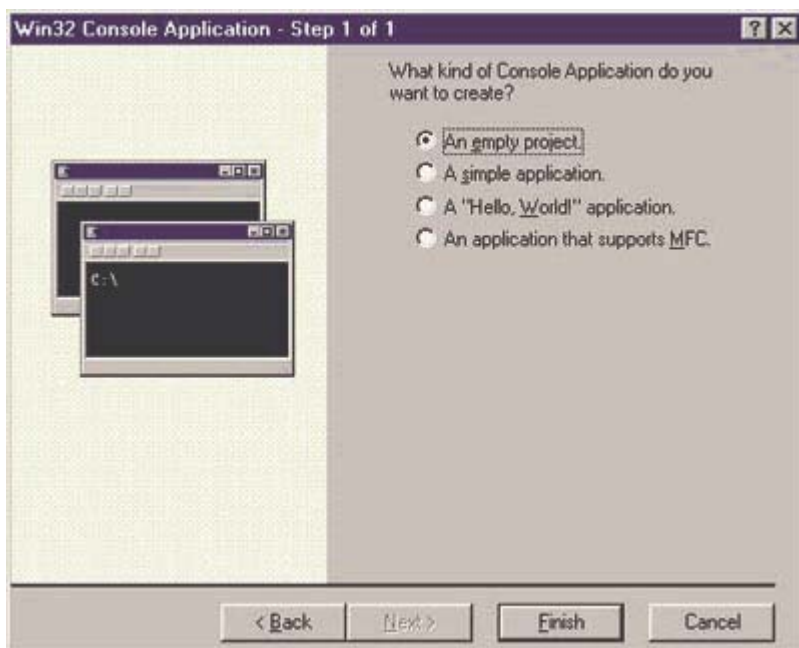 Win32 Console Application - Step 1 of 1
What kind of Console Application do you
want to create?
An empty project.
A simple application.
A "Hello, World!" application.
An application that supports MFC.
C:\
< Back
Next >
Finish
Cancel